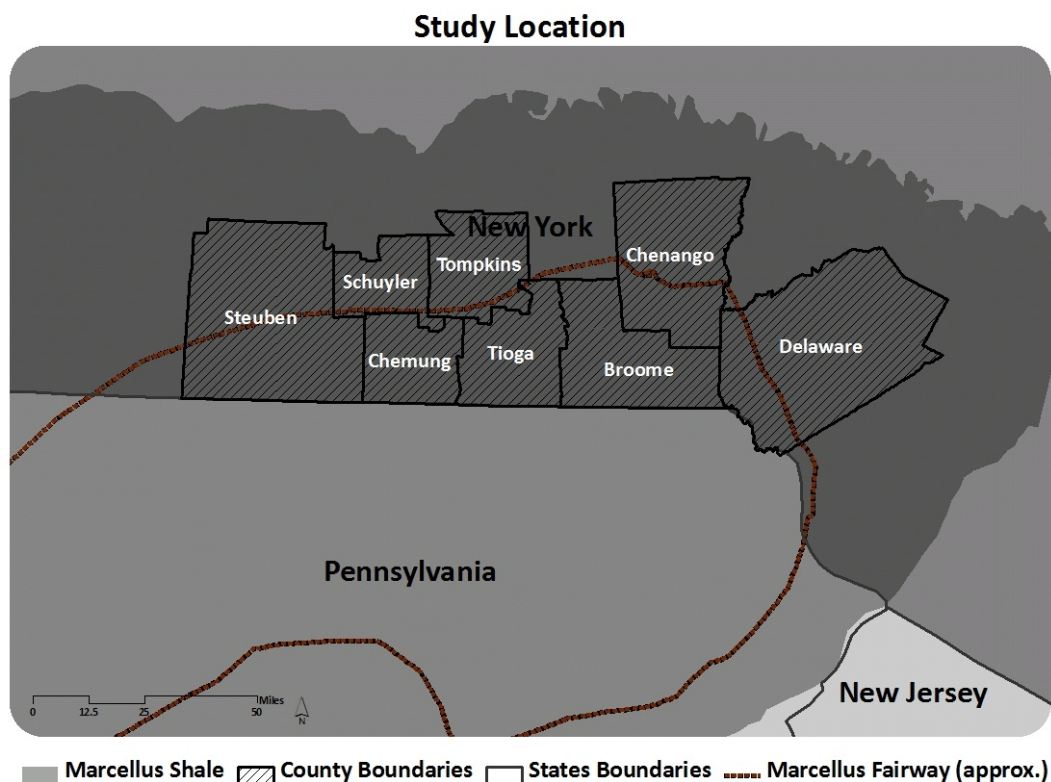 Study Location
New York
Chenango
Tompkins
Schuyler
Steuben
Delaware
Tioga
Chemung
Broome
Pennsylvania
New Jersey
Miles
0 12.5 25 50
N
Marcellus Shale County Boundaries States Boundaries Marcellus Fairway (approx.)